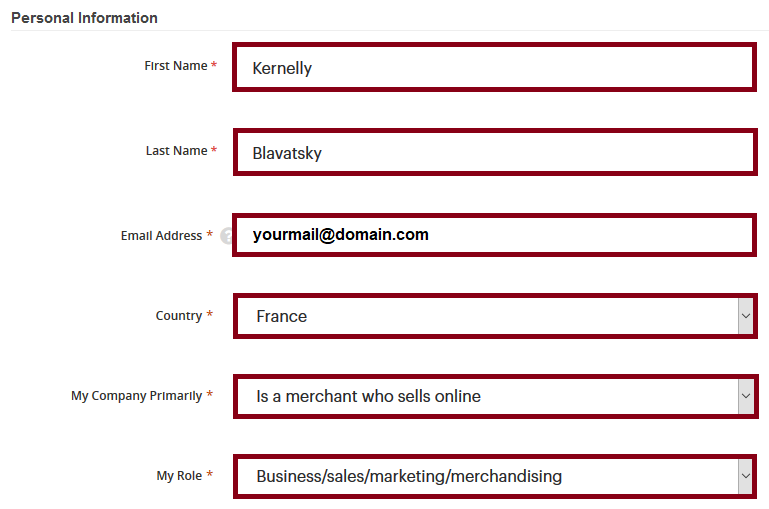 Personal Information
First Name *
Kernelly
Last Name *
Blavatsky
Email Address *
yourmail@domain.com
Country *
France
My Company Primarily *
Is a merchant who sells online
My Role *
Business/sales/marketing/merchandising